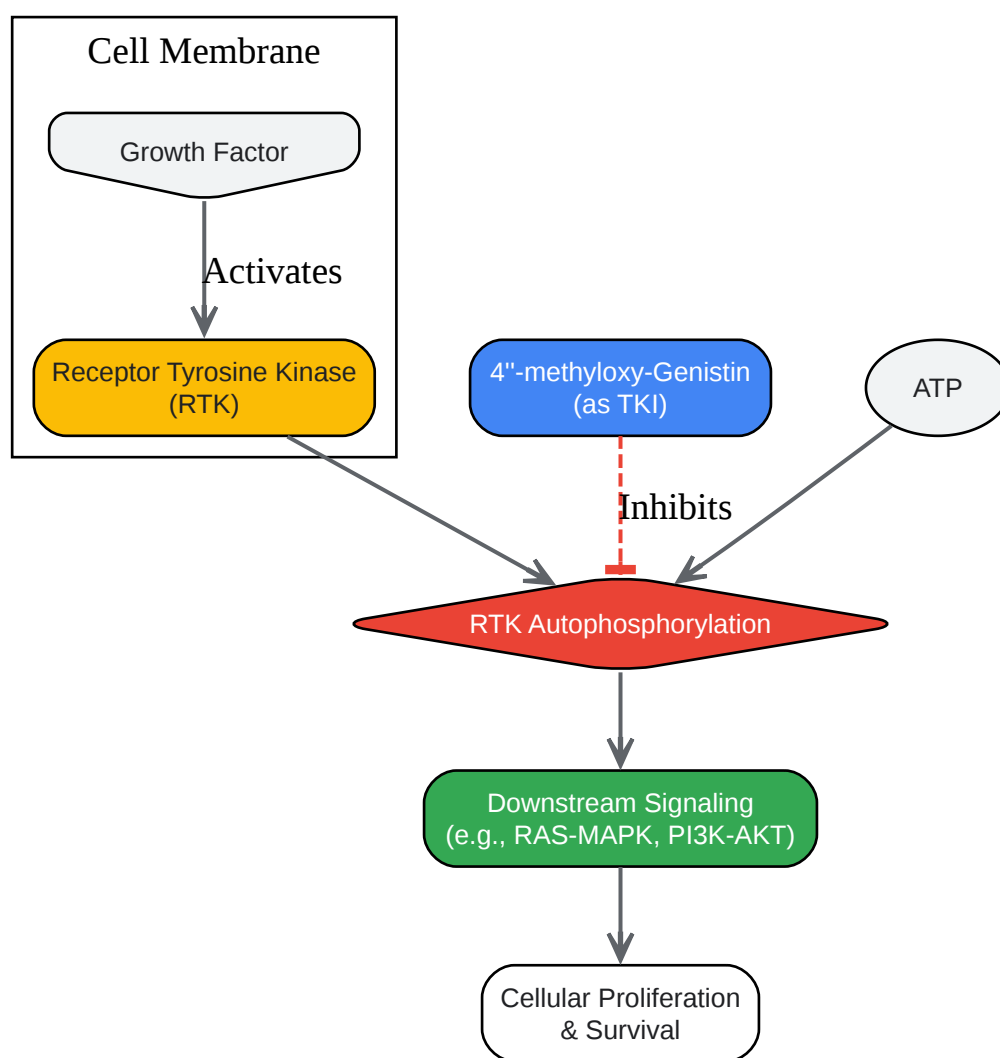 Cell Membrane
Growth Factor
Activates
Receptor Tyrosine Kinase
(RTK)
4''-methyloxy-Genistin
(as TKI)
ATP
Inhibits
RTK Autophosphorylation
Downstream Signaling
(e.g., RAS-MAPK, PI3K-AKT)
Cellular Proliferation
& Survival